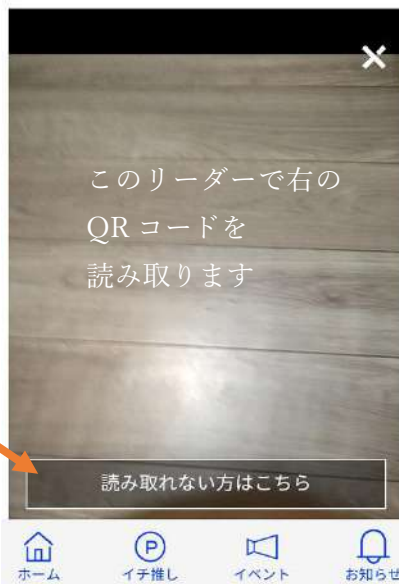 このリーダーで右の
QR コードを
読み取ります
読み取れない方はこちら
ホーム
イチ推し
イベント
お知らせ